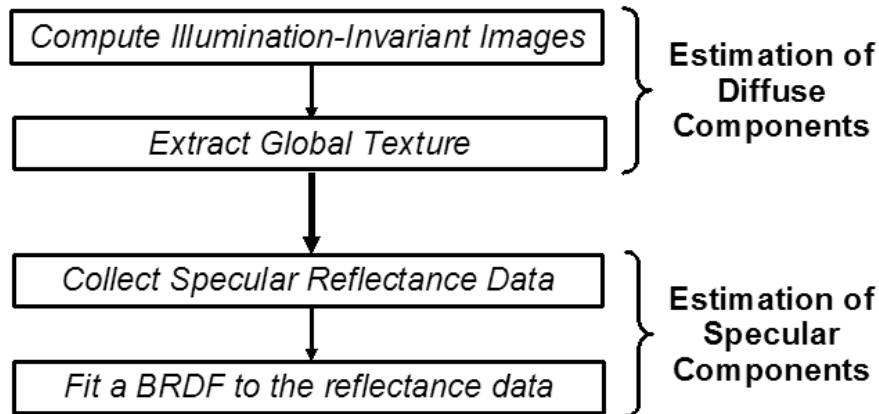 Compute Illumination-Invariant Images
Extract Global Texture
Estimation of
Diffuse
Components
Collect Specular Reflectance Data
Fit a BRDF to the reflectance data
Estimation of
Specular
Components